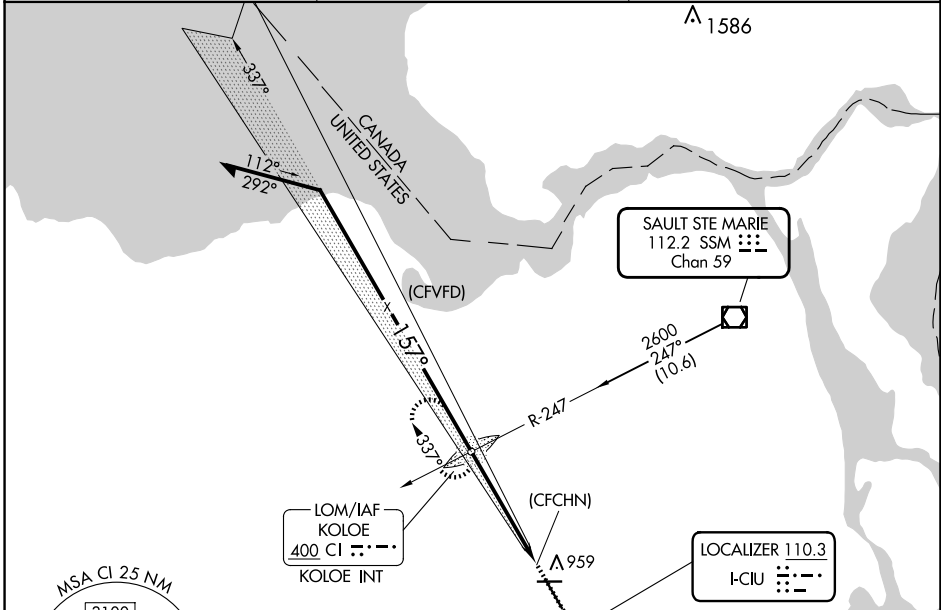 1586
337°
CANADA
UNITED STATES
112°
292°
SAULT STE MARIE
112.2 SSM
Chan 59
(CFVFD)
157°
2600
247°
(10.6)
R-247
337°
LOM/IAF
KOLOE
400 CI
KOLOE INT
(CFCHN)
959
LOCALIZER 110.3
I-CIU
MSA CI 25 NM